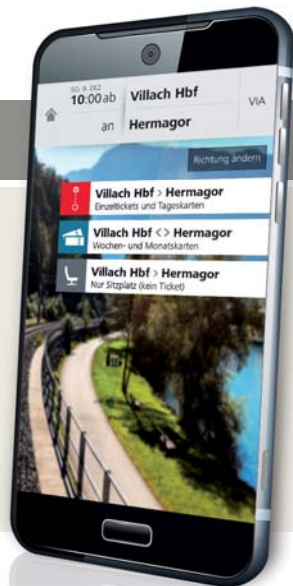 SO, 9. DEZ
10:00 ab Villach Hbf
VIA
an Hermagor
Richtung ändern
Villach Hbf > Hermagor
Einzeltickets und Tageskarten
Villach Hbf <> Hermagor
Wochen- und Monatskarten
Villach Hbf > Hermagor
Nur Sitzplatz (kein Ticket)